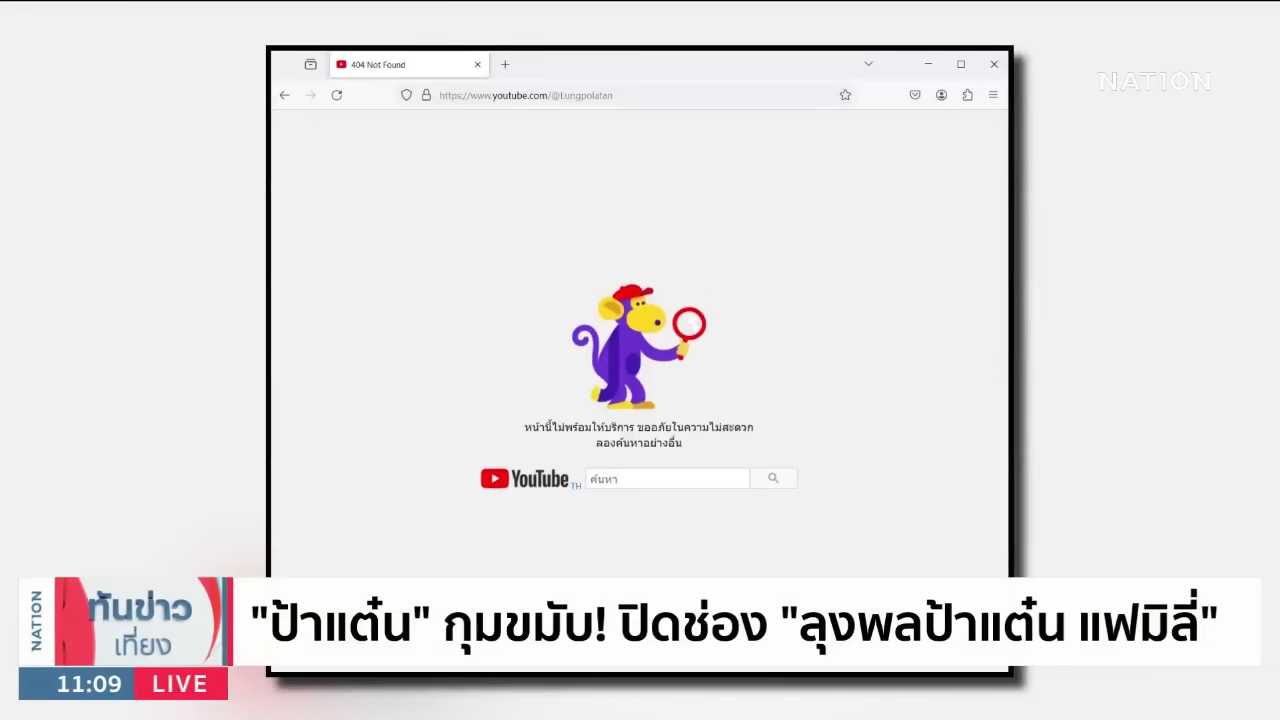 404 Not Found
https://www.youtube.com/@Lungpolatan
NATION
หน้านี้ไม่พร้อมให้บริการ ขออภัยในความไม่สะดวก
ลองค้นหาอย่างอื่น
YouTube TH
ค้นหา
NATION
ทันข่าว
เที่ยง
"ป้าแต๋น" กุมขมับ! ปิดช่อง "ลุงพลป้าแต๋น แฟมิลี่"
11:09 LIVE